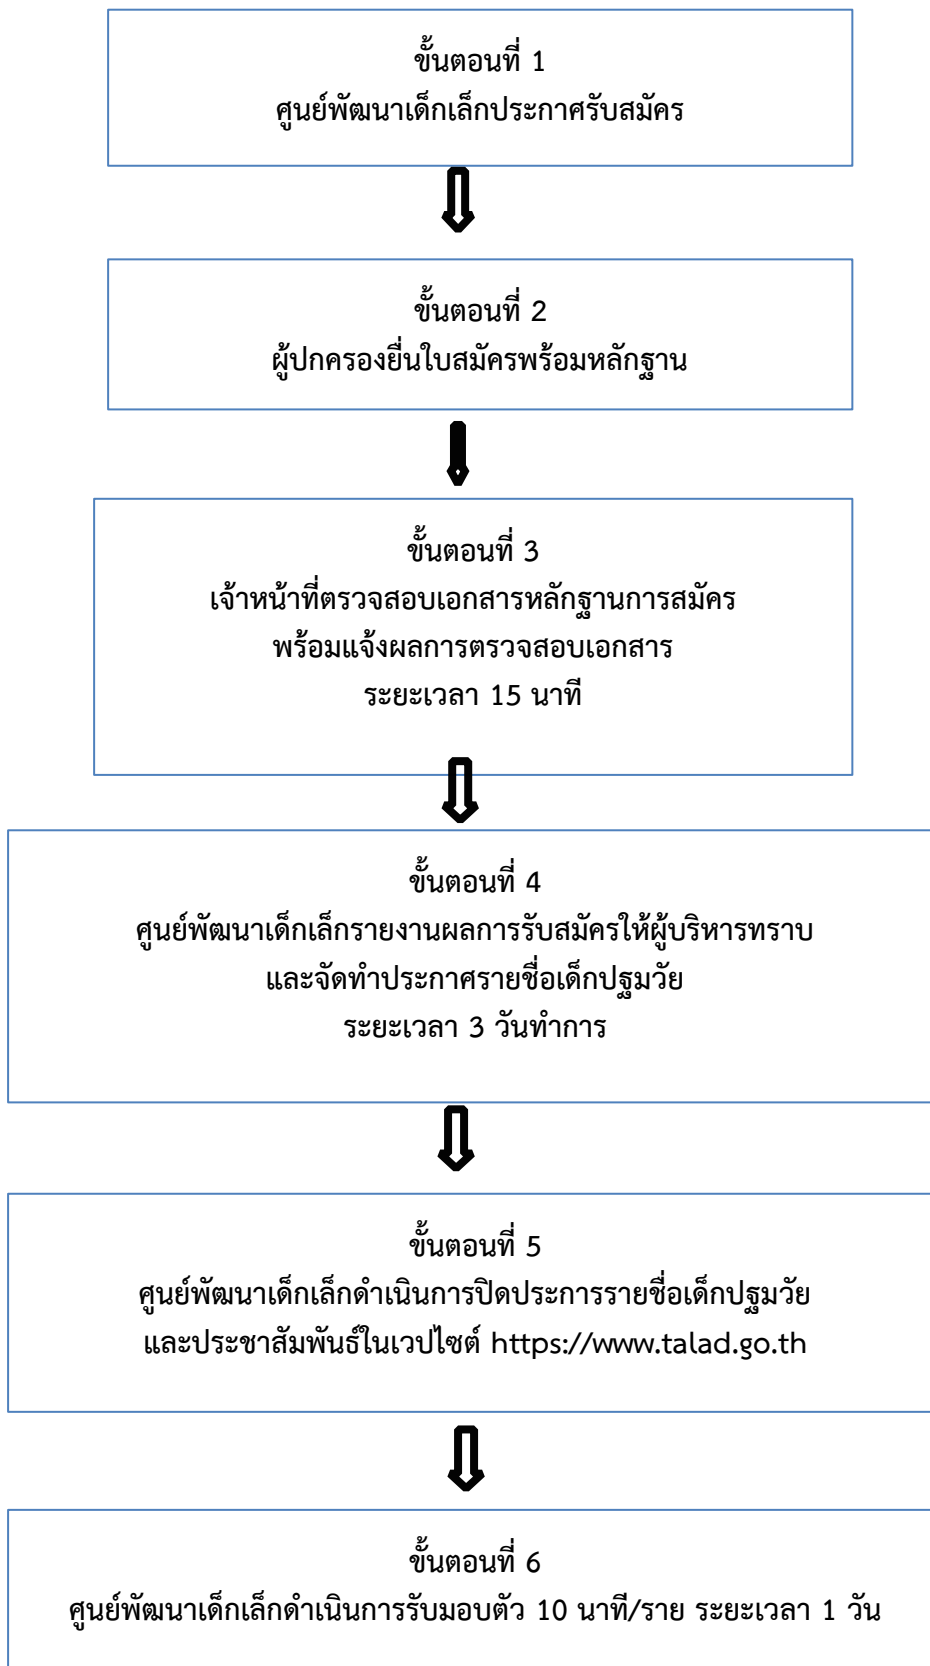 ขั้นตอนที่ 1
ศูนย์พัฒนาเด็กเล็กประกาศรับสมัคร
ขั้นตอนที่ 2
ผู้ปกครองยื่นใบสมัครพร้อมหลักฐาน
ขั้นตอนที่ 3
เจ้าหน้าที่ตรวจสอบเอกสารหลักฐานการสมัคร
พร้อมแจ้งผลการตรวจสอบเอกสาร
ระยะเวลา 15 นาที
ขั้นตอนที่ 4
ศูนย์พัฒนาเด็กเล็กรายงานผลการรับสมัครให้ผู้บริหารทราบ
และจัดทำประกาศรายชื่อเด็กปฐมวัย
ระยะเวลา 3 วันทำการ
ขั้นตอนที่ 5
ศูนย์พัฒนาเด็กเล็กดำเนินการปิดประการรายชื่อเด็กปฐมวัย
และประชาสัมพันธ์ในเวปไซต์ https://www.talad.go.th
ขั้นตอนที่ 6
ศูนย์พัฒนาเด็กเล็กดำเนินการรับมอบตัว 10 นาที/ราย ระยะเวลา 1 วัน